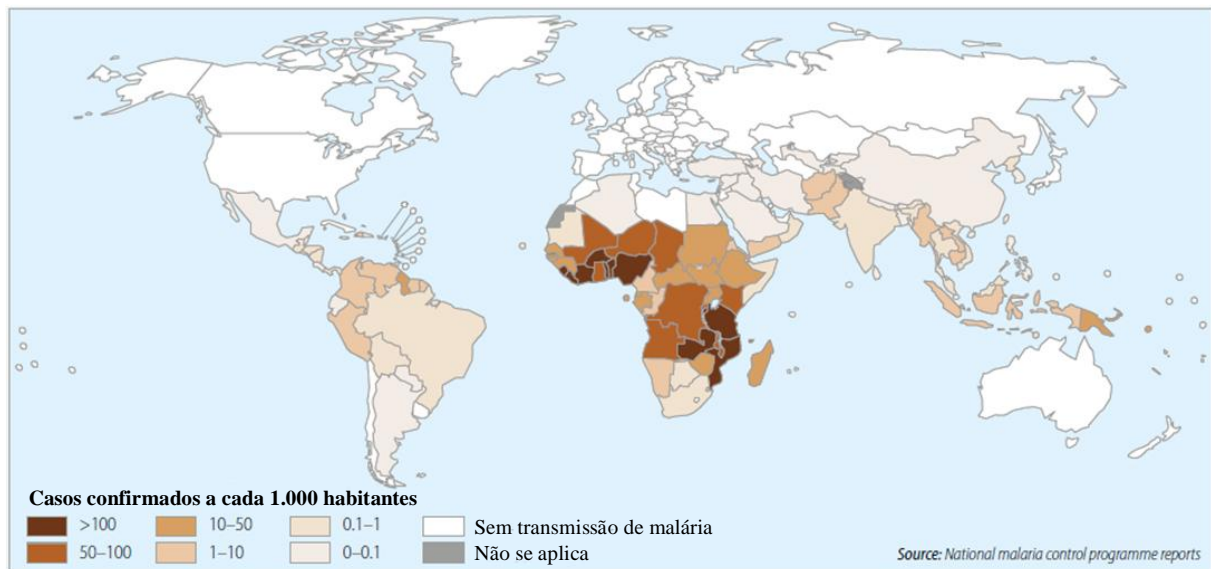 Casos confirmados a cada 1.000 habitantes
>100 10–50 0.1–1 Sem transmissão de malária
50–100 1–10 0–0.1 Não se aplica
Source: National malaria control programme reports